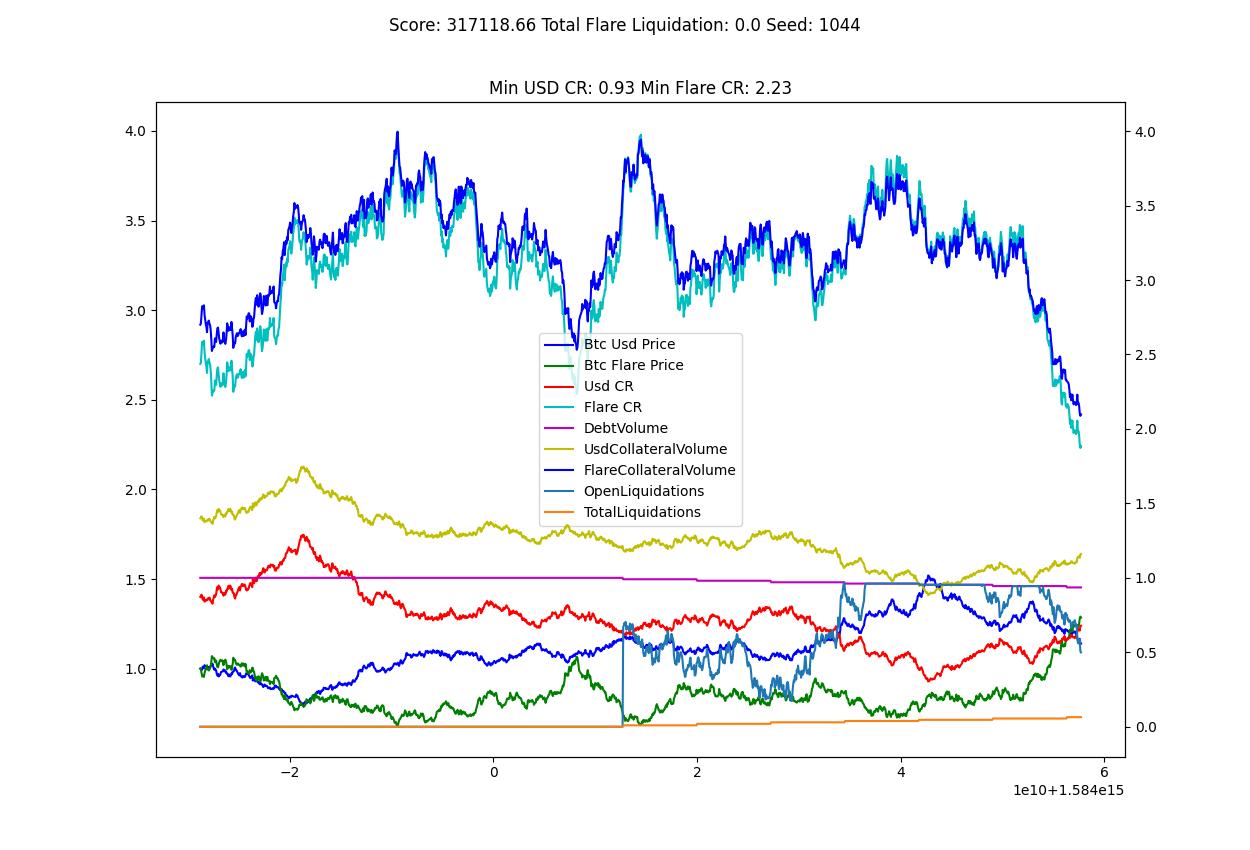 Score: 317118.66 Total Flare Liquidation: 0.0 Seed: 1044
Min USD CR: 0.93 Min Flare CR: 2.23
4.0
3.5
3.0
2.5
2.0
1.5
1.0
4.0
3.5
3.0
2.5
2.0
1.5
1.0
0.5
0.0
Btc Usd Price
Btc Flare Price
Usd CR
Flare CR
DebtVolume
UsdCollateralVolume
FlareCollateralVolume
OpenLiquidations
TotalLiquidations
−2 0 2 4 6
1e10+1.584e15